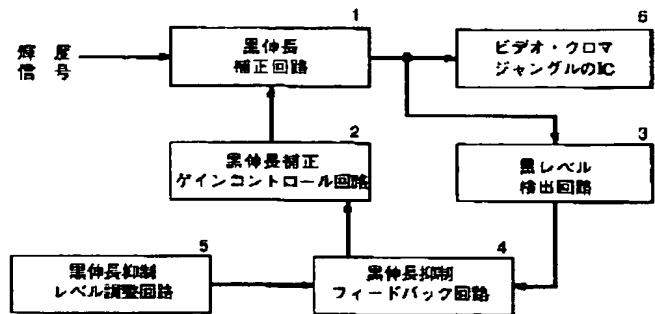 1
黒伸長
補正回路
6
ビデオ・クロマ
ジャングルのIC
輝度
信号
2
黒伸長補正
ゲインコントロール回路
3
黒レベル
検出回路
5
黒伸長抑制
レベル調整回路
4
黒伸長抑制
フィードバック回路